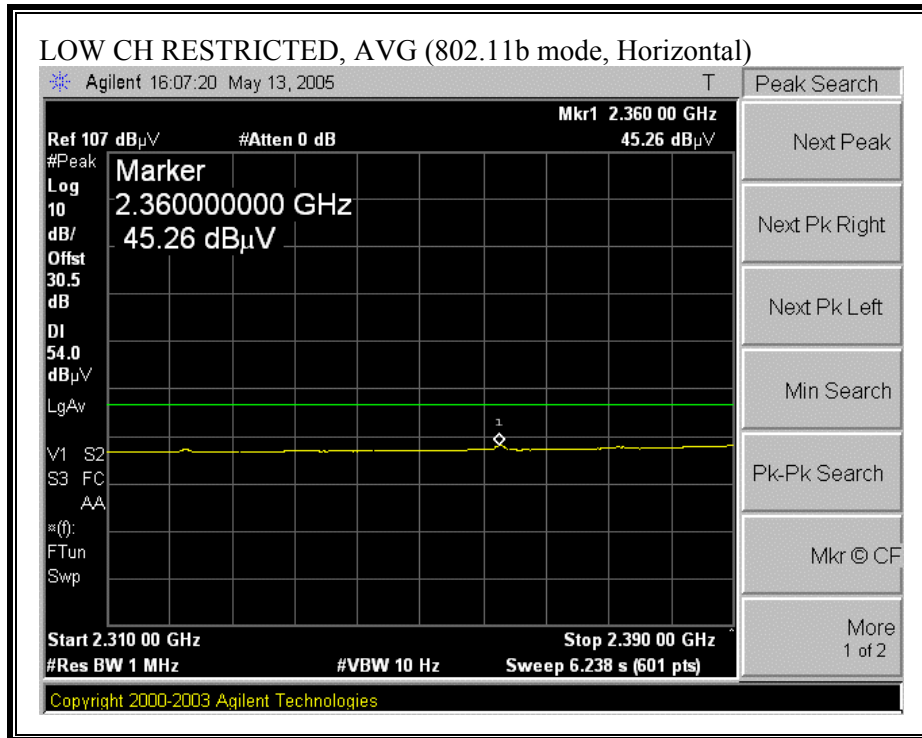 LOW CH RESTRICTED, AVG (802.11b mode, Horizontal)
Agilent 16:07:20 May 13, 2005 T
Peak Search
Mkr1 2.360 00 GHz
Ref 107 dBμV #Atten 0 dB 45.26 dBμV
#Peak
Log
10
dB/
Offst
30.5
dB
DI
54.0
dBμV
LgAv
V1 S2
S3 FC
AA
¤(f):
FTun
Swp
Marker
2.360000000 GHz
45.26 dBμV
1
Start 2.310 00 GHz Stop 2.390 00 GHz
#Res BW 1 MHz #VBW 10 Hz Sweep 6.238 s (601 pts)
Next Peak
Next Pk Right
Next Pk Left
Min Search
Pk-Pk Search
Mkr © CF
More
1 of 2
Copyright 2000-2003 Agilent Technologies